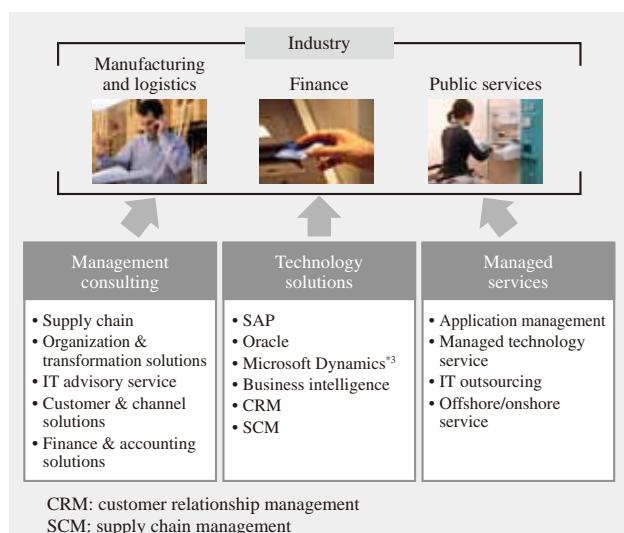 Industry
Manufacturing
and logistics
Finance
Public services
Management
consulting
• Supply chain
• Organization &
transformation solutions
• IT advisory service
• Customer & channel
solutions
• Finance & accounting
solutions
Technology
solutions
• SAP
• Oracle
• Microsoft Dynamics*3
• Business intelligence
• CRM
• SCM
Managed
services
• Application management
• Managed technology
service
• IT outsourcing
• Offshore/onshore
service
CRM: customer relationship management
SCM: supply chain management